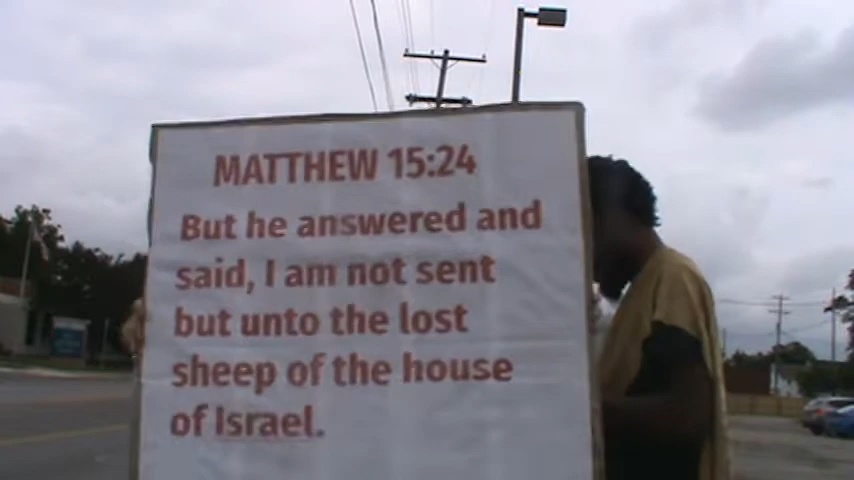 MATTHEW 15:24
But he answered and
said, I am not sent
but unto the lost
sheep of the house
of Israel.